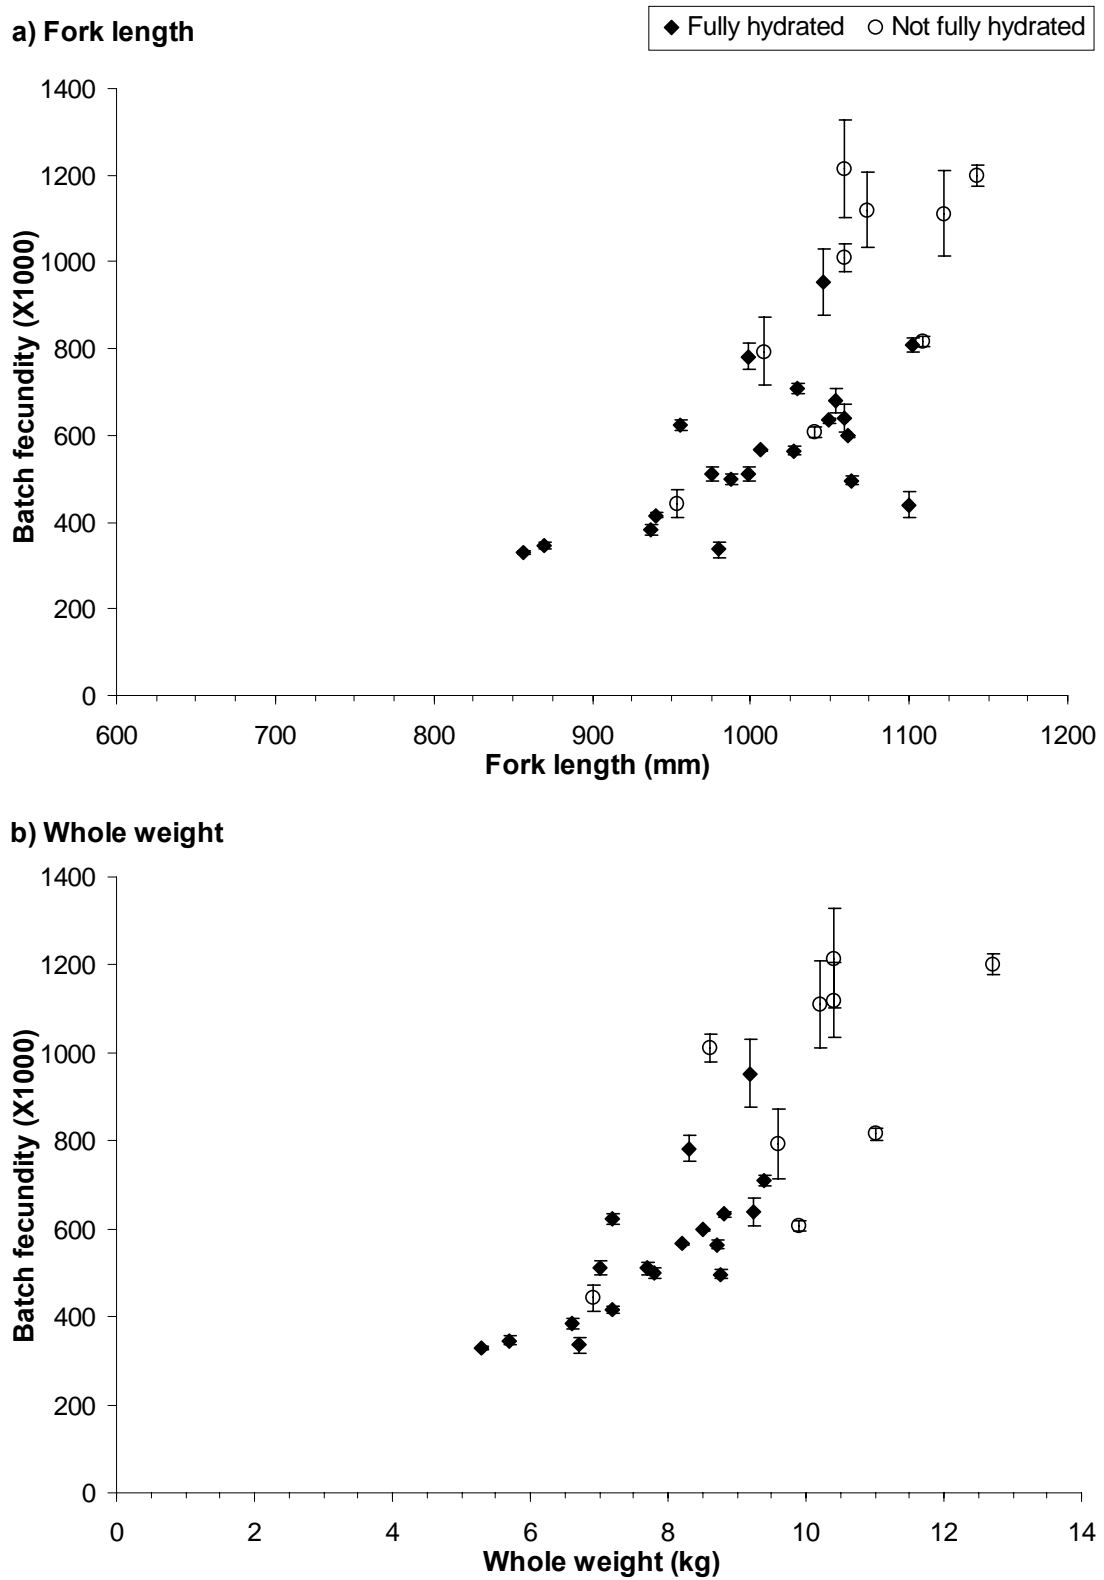 a) Fork length
Fully hydrated Not fully hydrated
1400
1200
1000
800
600
400
200
0
Batch fecundity (X1000)
600 700 800 900 1000 1100 1200
Fork length (mm)
b) Whole weight
1400
1200
1000
800
600
400
200
0
Batch fecundity (X1000)
0 2 4 6 8 10 12 14
Whole weight (kg)